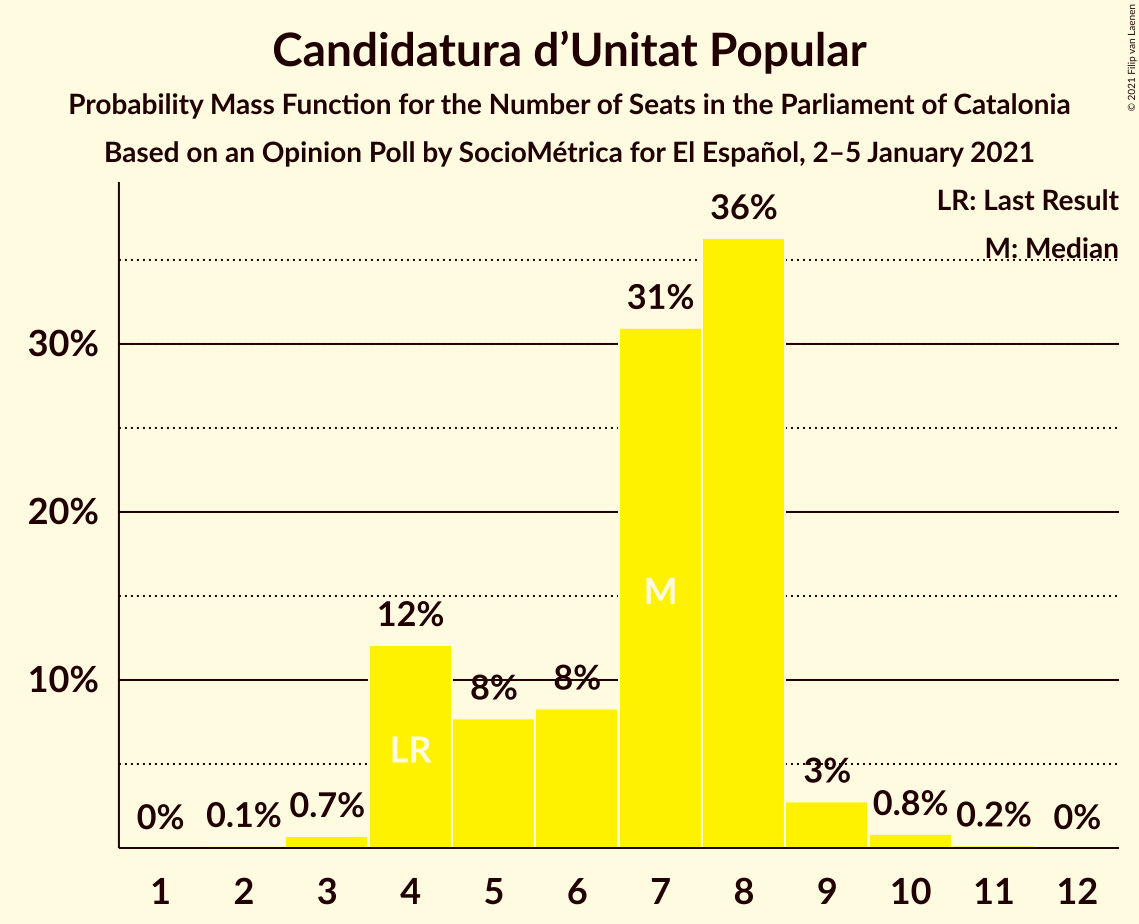 Candidatura d’Unitat Popular
Probability Mass Function for the Number of Seats in the Parliament of Catalonia
Based on an Opinion Poll by SocioMétrica for El Español, 2–5 January 2021
© 2021 Filip van Laenen
LR: Last Result
M: Median
36%
31%
30%
20%
M
12%
10%
8%
8%
LR
3%
0%
0.1%
0.7%
0.8%
0.2%
0%
1 2 3 4 5 6 7 8 9 10 11 12